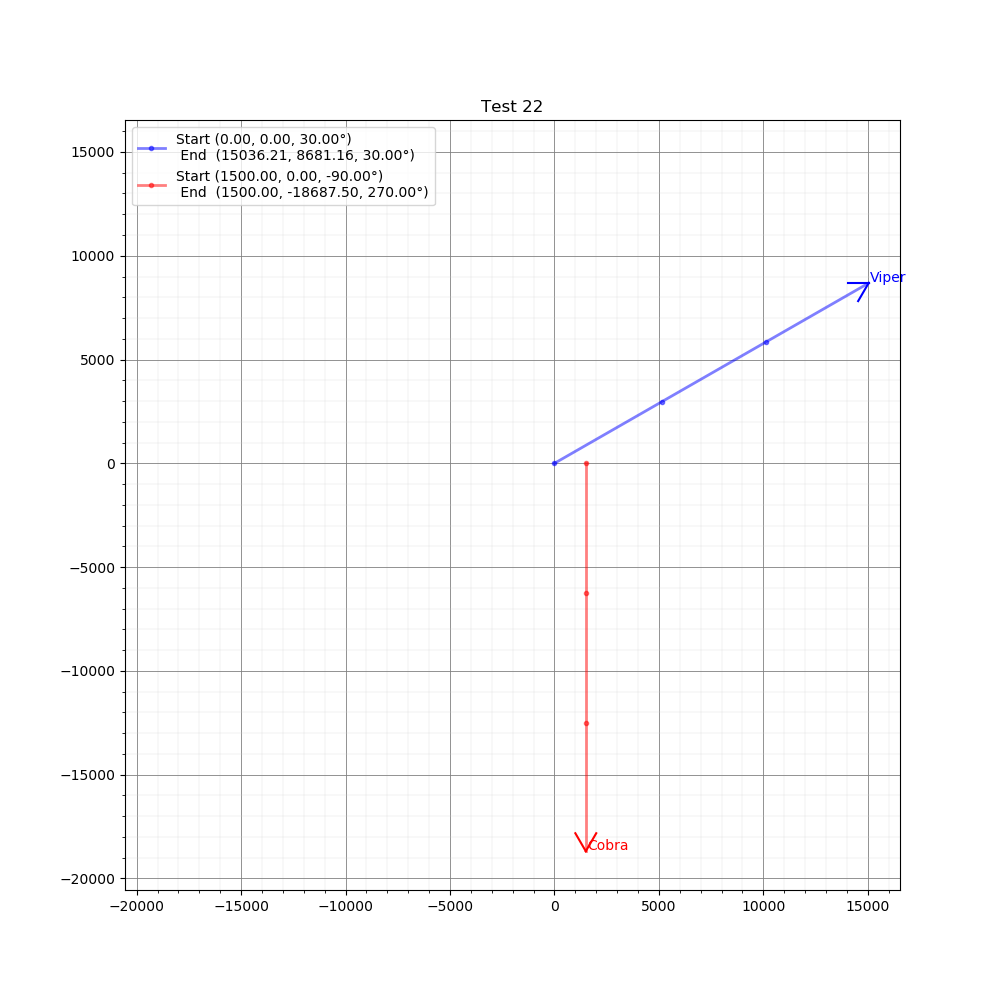 Test 22
Start (0.00, 0.00, 30.00°)
End  (15036.21, 8681.16, 30.00°)
Start (1500.00, 0.00, -90.00°)
End  (1500.00, -18687.50, 270.00°)
15000
10000
5000
0
−5000
−10000
−15000
−20000
Viper
Cobra
−20000 −15000 −10000 −5000 0 5000 10000 15000